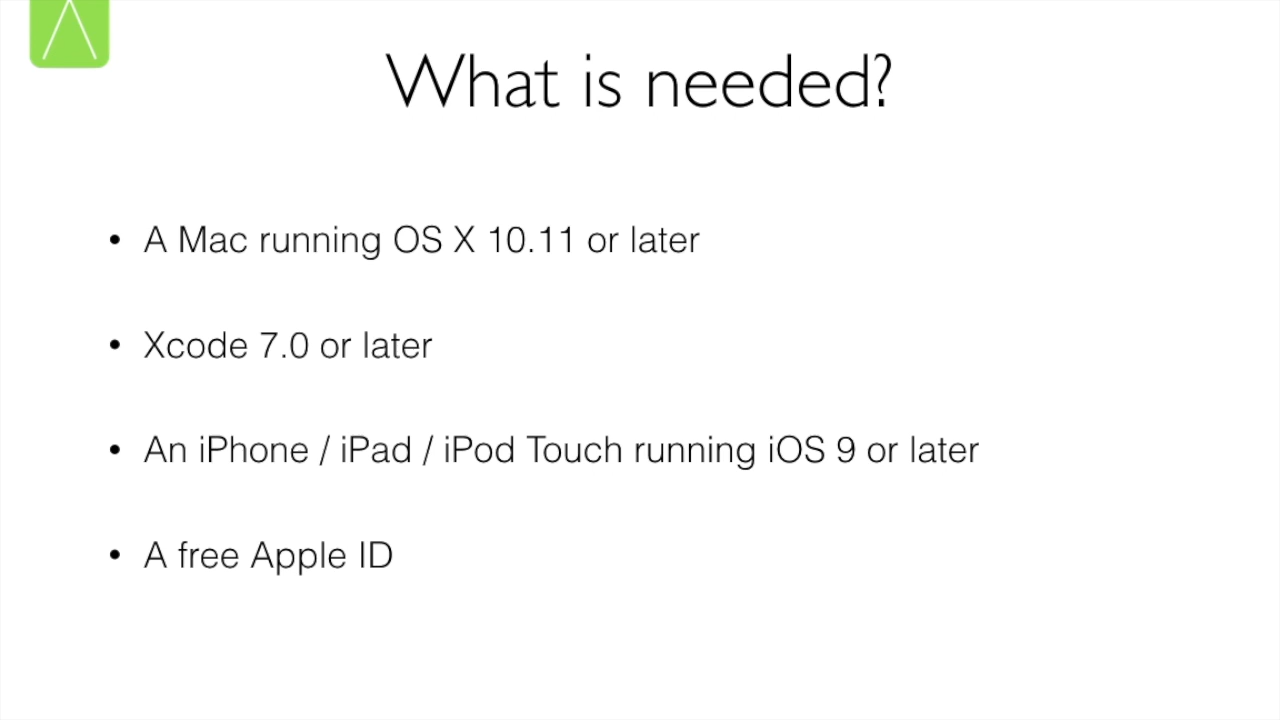 What is needed?
• A Mac running OS X 10.11 or later
• Xcode 7.0 or later
• An iPhone / iPad / iPod Touch running iOS 9 or later
• A free Apple ID